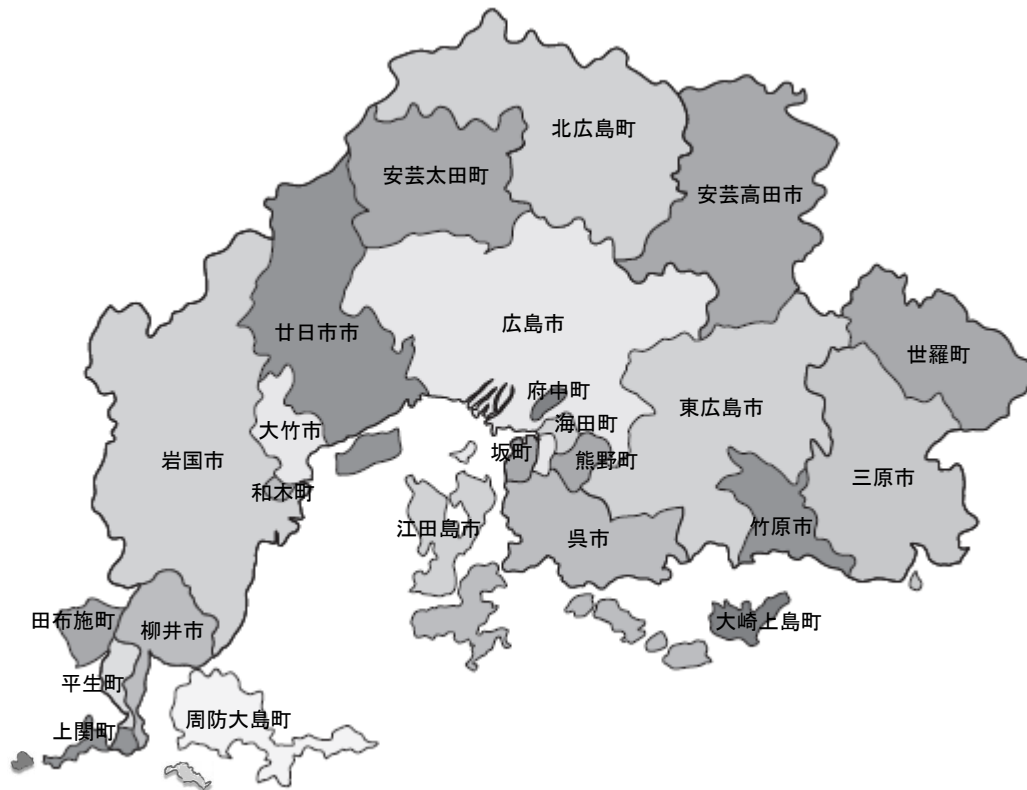 北広島町
安芸太田町
安芸高田市
広島市
廿日市市
世羅町
府中町
東広島市
海田町
大竹市
坂町
熊野町
岩国市
三原市
和木町
江田島市
竹原市
呉市
田布施町
大崎上島町
柳井市
平生町
周防大島町
上関町